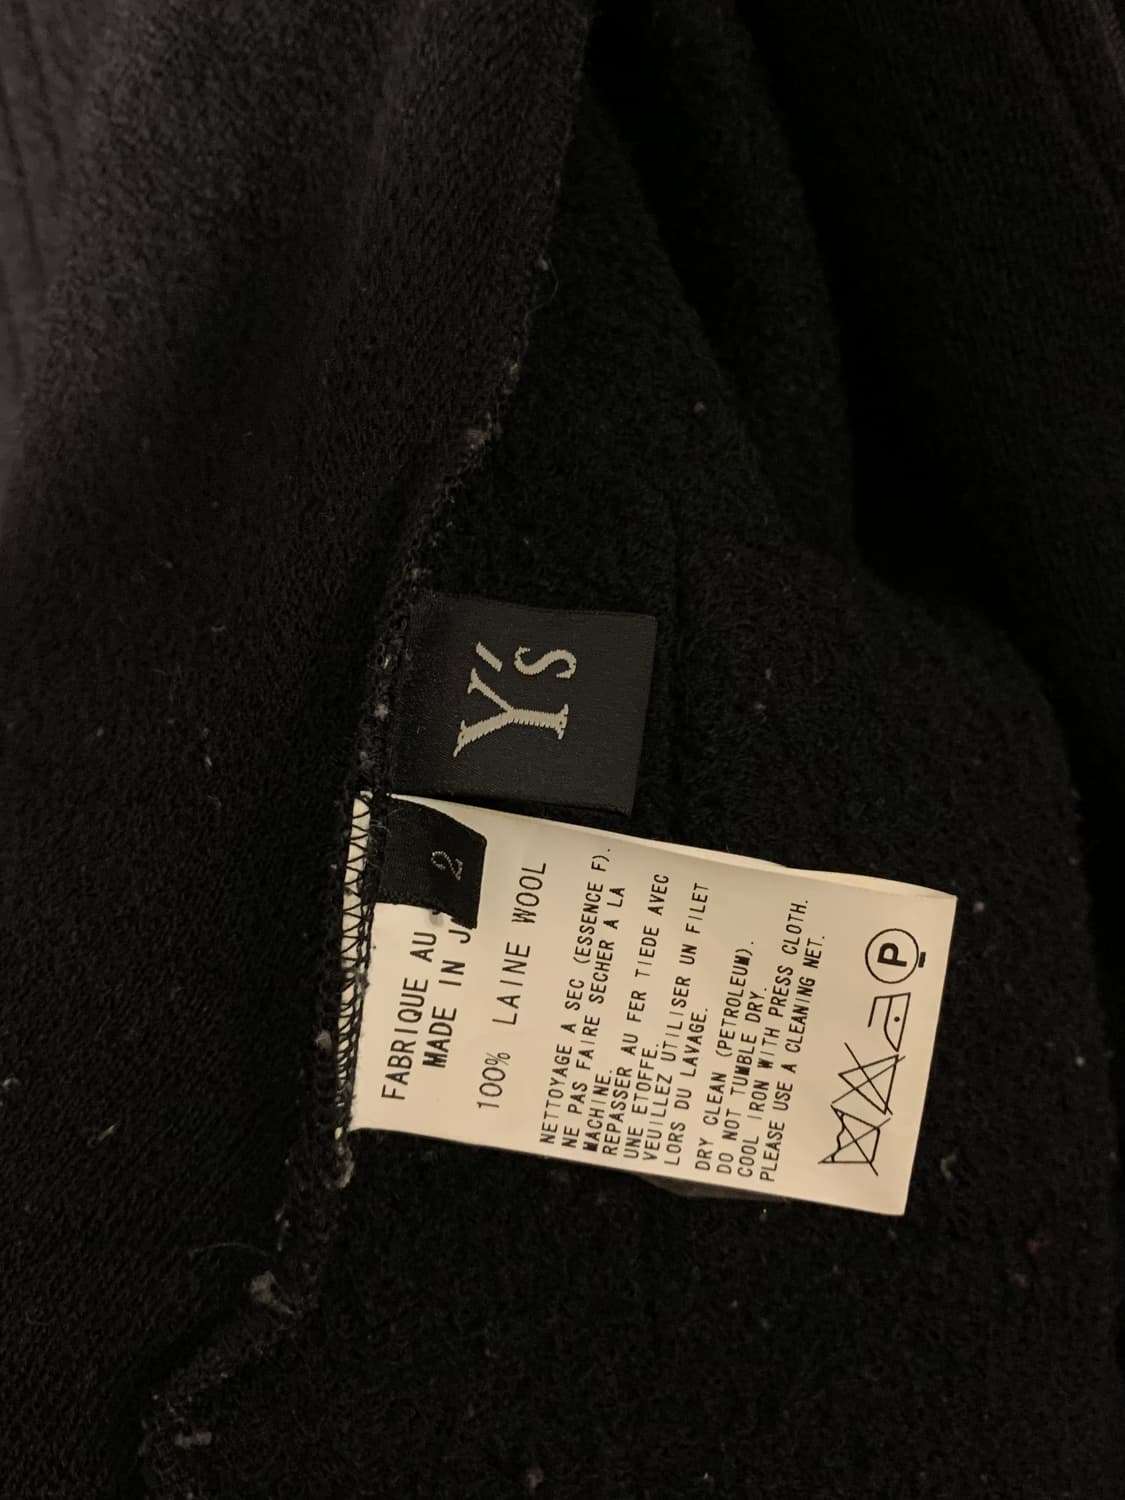 Y's
2
FABRIQUE AU
MADE IN J
100% LAINE WOOL
NETTOYAGE A SEC (ESSENCE F).
NE PAS FAIRE SECHER A LA
MACHINE.
REPASSER AU FER TIEDE AVEC
UNE ETOFFE.
VEUILLEZ UTILISER UN FILET
LORS DU LAVAGE.
DRY CLEAN (PETROLEUM).
DO NOT TUMBLE DRY.
COOL IRON WITH PRESS CLOTH.
PLEASE USE A CLEANING NET.
P